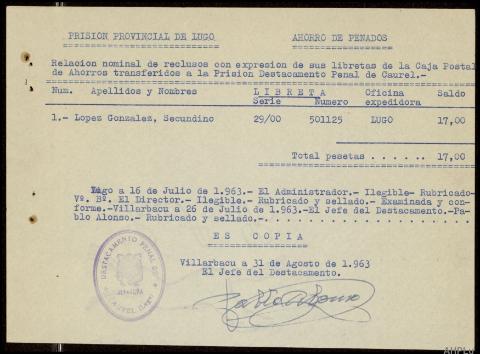 PRISION PROVINCIAL DE LUGO AHORRO DE PENADOS
Relacion nominal de reclusos con expresion de sus libretas de la Caja Postal
de Ahorros transferidos a la Prision Destacamento Penal de Caurel.-
Num. Apellidos y Nombres L I B R E T A Oficina Saldo
Serie Numero expedidora
1.- Lopez Gonzalez, Secundino 29/00 501125 LUGO 17,00
Total pesetas . . . . . . 17,00
Lugo a 16 de Julio de 1.963.- El Administrador.- Ilegible- Rubricado-
Vº. Bº. El Director.- Ilegible.- Rubricado y sellado.- Examinada y con-
forme.-Villarbacu a 26 de Julio de 1.963.-El Jefe del Destacamento.-Pa-
blo Alonso.- Rubricado y sellado.-. . . . . . . . . . . . . . . . . . .
ES COPIA
Villarbacu a 31 de Agosto de 1.963
El Jefe del Destacamento.
DESTACAMENTO PENAL DE
JEFATURA
Pablo Alonso
AHPLu